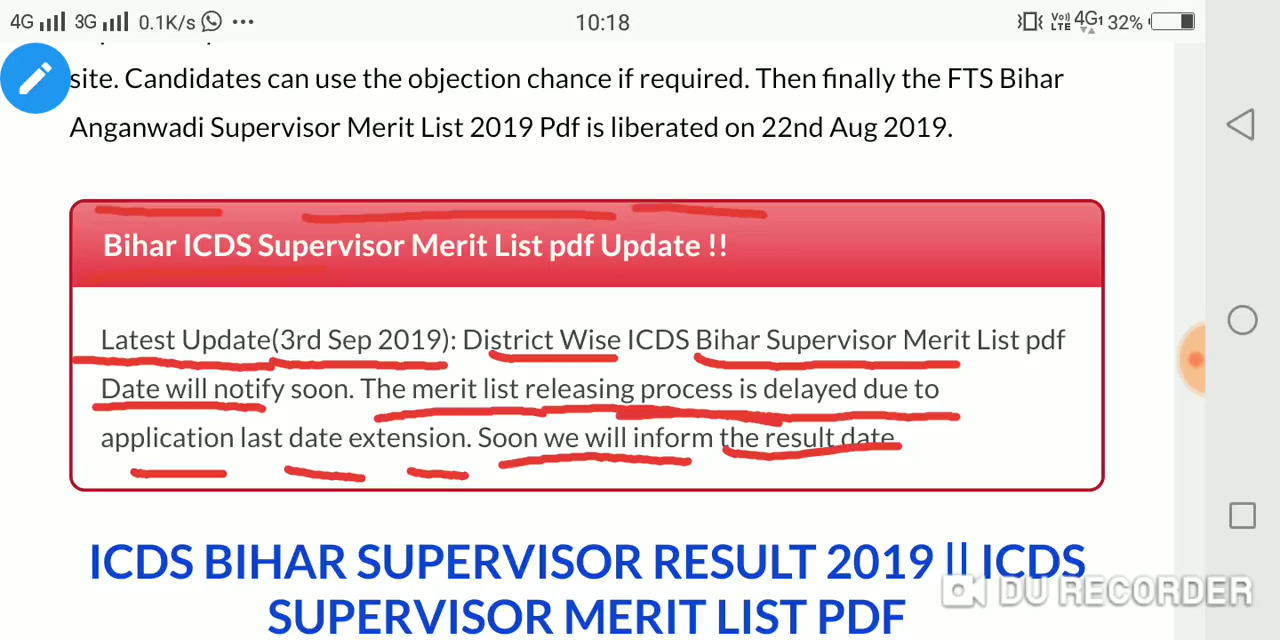 4G 3G 0.1K/s ••• 10:18 Vo)) LTE 4G1 32%
site. Candidates can use the objection chance if required. Then finally the FTS Bihar
Anganwadi Supervisor Merit List 2019 Pdf is liberated on 22nd Aug 2019.
Bihar ICDS Supervisor Merit List pdf Update !!
Latest Update(3rd Sep 2019): District Wise ICDS Bihar Supervisor Merit List pdf
Date will notify soon. The merit list releasing process is delayed due to
application last date extension. Soon we will inform the result date.
ICDS BIHAR SUPERVISOR RESULT 2019 || ICDS
SUPERVISOR MERIT LIST PDF
DU RECORDER